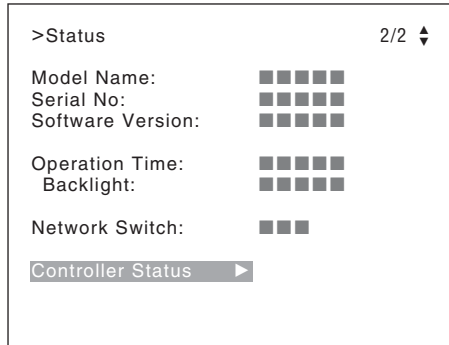 >Status 2/2
Model Name: ■■■■■
Serial No: ■■■■■
Software Version: ■■■■■
Operation Time: ■■■■■
Backlight: ■■■■■
Network Switch: ■■■
Controller Status ►